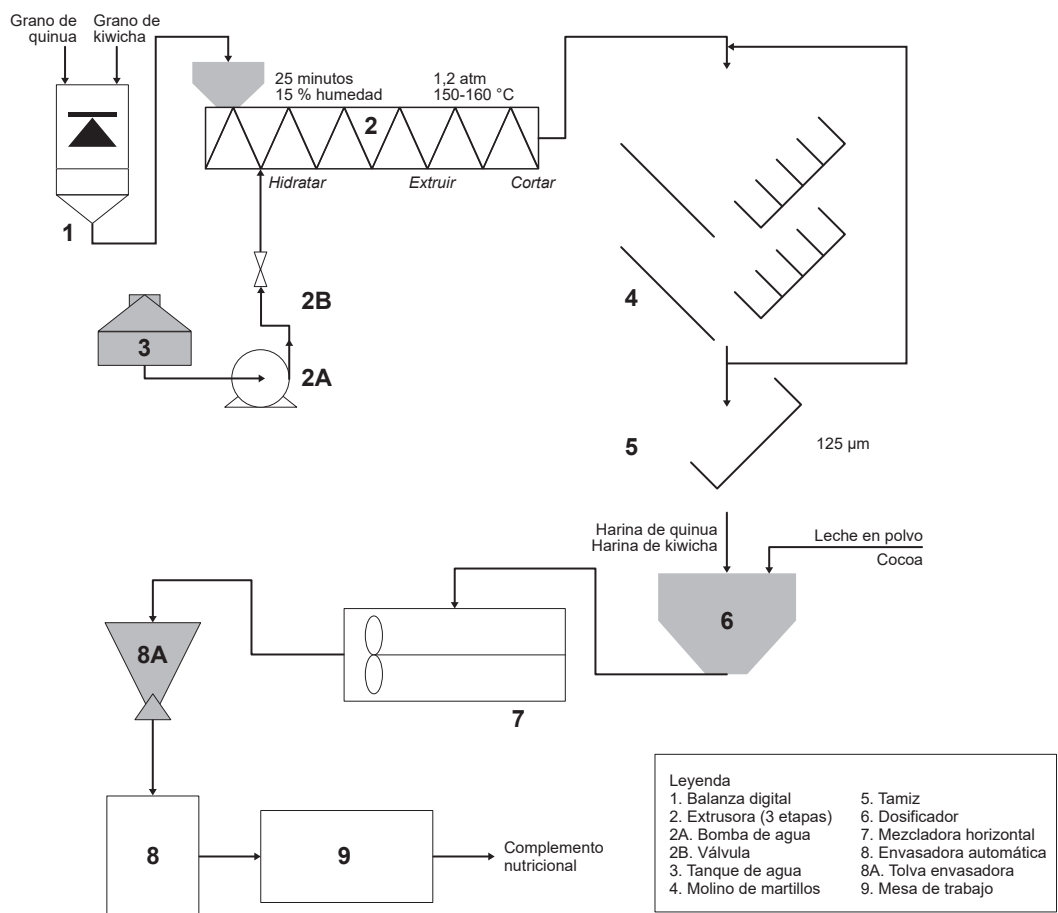 Grano de
quinua
Grano de
kiwicha
25 minutos
15 % humedad
1,2 atm
150-160 °C
2
Hidratar
Extruir
Cortar
1
2B
3
2A
4
5
125 µm
Harina de quinua
Harina de kiwicha
Leche en polvo
Cocoa
6
8A
7
8
9
Complemento
nutricional
Leyenda
1. Balanza digital
2. Extrusora (3 etapas)
2A. Bomba de agua
2B. Válvula
3. Tanque de agua
4. Molino de martillos
5. Tamiz
6. Dosificador
7. Mezcladora horizontal
8. Envasadora automática
8A. Tolva envasadora
9. Mesa de trabajo